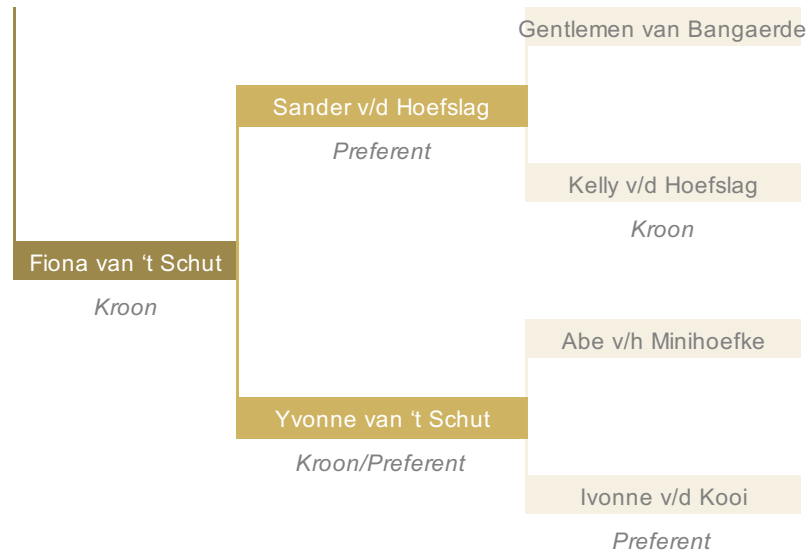 Gentlemen van Bangaerde
Sander v/d Hoefslag
Preferent
Kelly v/d Hoefslag
Kroon
Fiona van ‘t Schut
Kroon
Abe v/h Minihoefke
Yvonne van ‘t Schut
Kroon/Preferent
Ivonne v/d Kooi
Preferent